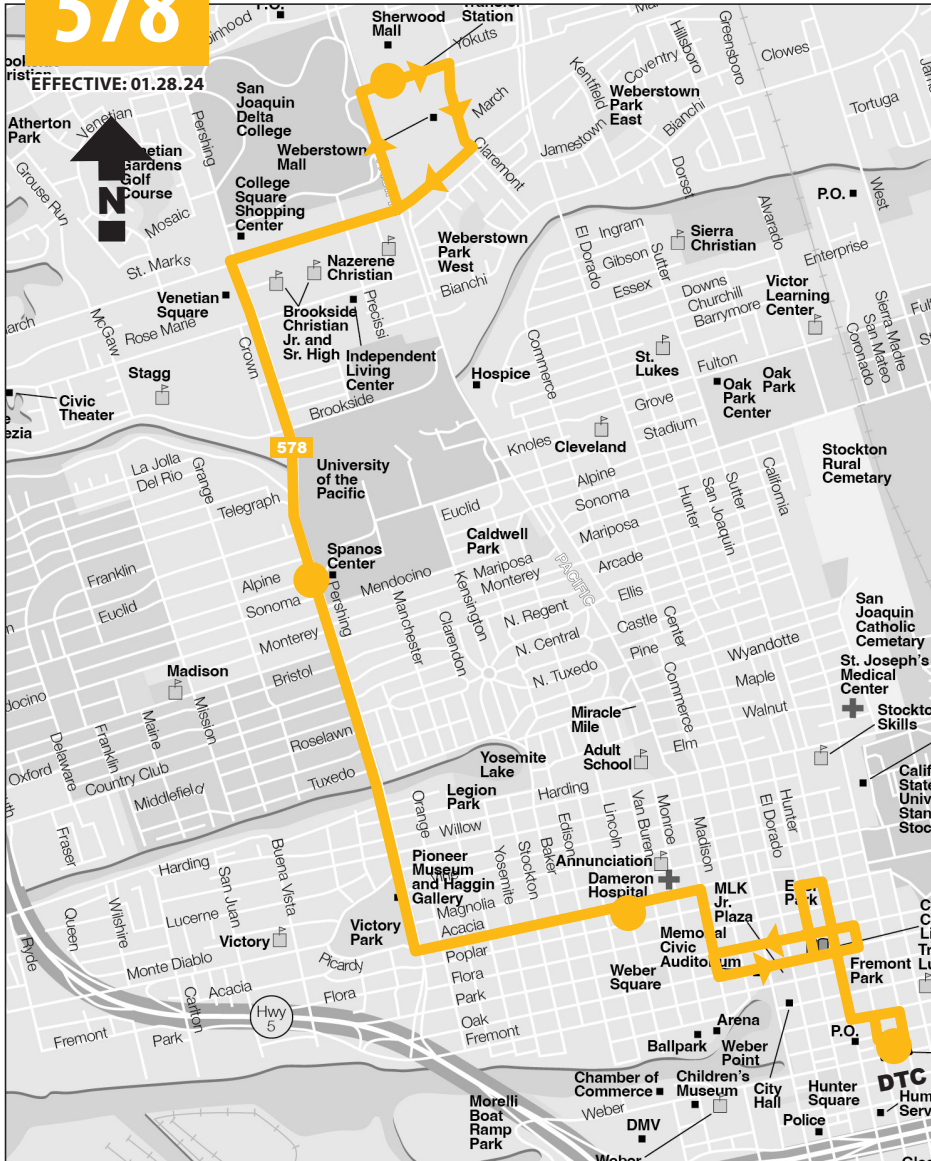 578
EFFECTIVE: 01.28.24
P.O.
Sherwood
Mall
Station
Yokuts
Hillsboro
Greensboro
Coventry
Clowes
Kentfield
Weberstown
Park
East
Bianchi
Tortuga
San
Joaquin
Delta
College
Atherton
Park
Venetian
Pershing
Weberstown
Mall
March
Claremont
Jamestown
Gardens
Golf
Course
Grouse Run
N
Mosaic
College
Square
Shopping
Center
Dorset
Alvarado
P.O.
West
St. Marks
Nazerene
Christian
Weberstown
Park
West
Bianchi
El Dorado
Ingram
Gibson
Essex
Sutter
Sierra
Christian
Enterprise
Downs
Churchill
Barrymore
Victor
Learning
Center
Venetian
Square
Rose Marie
McGaw
Brookside
Christian
Jr. and
Sr. High
Precissi
Independent
Living
Center
Commerce
Sierra Madre
San Mateo
Coronado
Stagg
Crown
Civic
Theater
Hospice
St.
Lukes
Fulton
Oak
Park
Center
Oak
Park
Brookside
Grove
Stadium
Knoles
Cleveland
578
University
of the
Pacific
La Jolla
Del Rio
Grange
Telegraph
Stockton
Rural
Cemetary
Alpine
Sonoma
Mariposa
Hunter
San Joaquin
Sutter
California
Euclid
Caldwell
Park
Spanos
Center
Mendocino
Mariposa
Monterey
PACIFIC
Arcade
Franklin
Euclid
Alpine
Sonoma
Monterey
Bristol
Pershing
Manchester
Clarendon
Kensington
N. Regent
N. Central
N. Tuxedo
Ellis
Castle
Pine
Center
Commerce
San
Joaquin
Catholic
Cemetary
Wyandotte
Maple
Walnut
St. Joseph's
Medical
Center
Skills
Madison
Mission
Maine
Franklin
Delaware
Oxford
Country Club
Middlefield
Roselawn
Tuxedo
Miracle
Mile
Adult
School
Elm
Yosemite
Lake
Legion
Park
Harding
Orange
Willow
Fraser
Harding
Buena Vista
San Juan
Lucerne
Wilshire
Queen
Ryde
Yosemite
Stockton
Baker
Edison
Lincoln
Van Buren
Monroe
Madison
El Dorado
Hunter
Pioneer
Museum
and Haggin
Gallery
Magnolia
Acacia
Poplar
Flora
Park
Oak
Fremont
Annunciation
Dameron
Hospital
MLK
Jr.
Plaza
Park
Memorial
Civic
Auditorium
Weber
Square
Fremont
Park
Victory
Victory
Park
Monte Diablo
Picardy
Acacia
Flora
Carlton
Hwy
5
Fremont
Park
Arena
Ballpark
Weber
Point
P.O.
DTC
Chamber of
Commerce
Children's
Museum
City
Hall
Hunter
Square
Police
Weber
DMV
Morelli
Boat
Ramp
Park
Weber